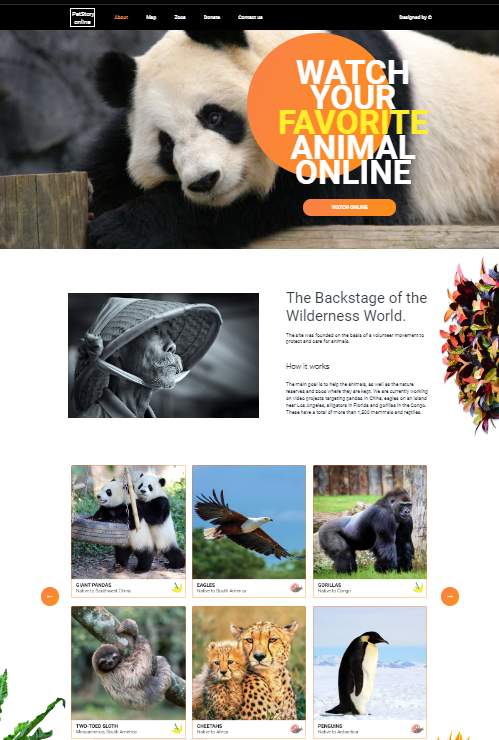 PetStory
online
About Map Zoos Donate Contact us Designed by ©
WATCH
YOUR
FAVORITE
ANIMAL
ONLINE
WATCH ONLINE
The Backstage of the
Wilderness World.
The site was founded on the basis of a volunteer movement to
protect and care for animals.
How it works
The main goal is to help the animals, as well as the nature
reserves and zoos where they are kept. We are currently working
on video projects targeting pandas in China, eagles on an island
near Los Angeles, alligators in Florida and gorillas in the Congo.
These have a total of more than 1,500 mammals and reptiles.
GIANT PANDAS
Native to Southwest China
EAGLES
Native to South America
GORILLAS
Native to Congo
TWO-TOED SLOTH
Mesoamerica, South America
CHEETAHS
Native to Africa
PENGUINS
Native to Antarctica